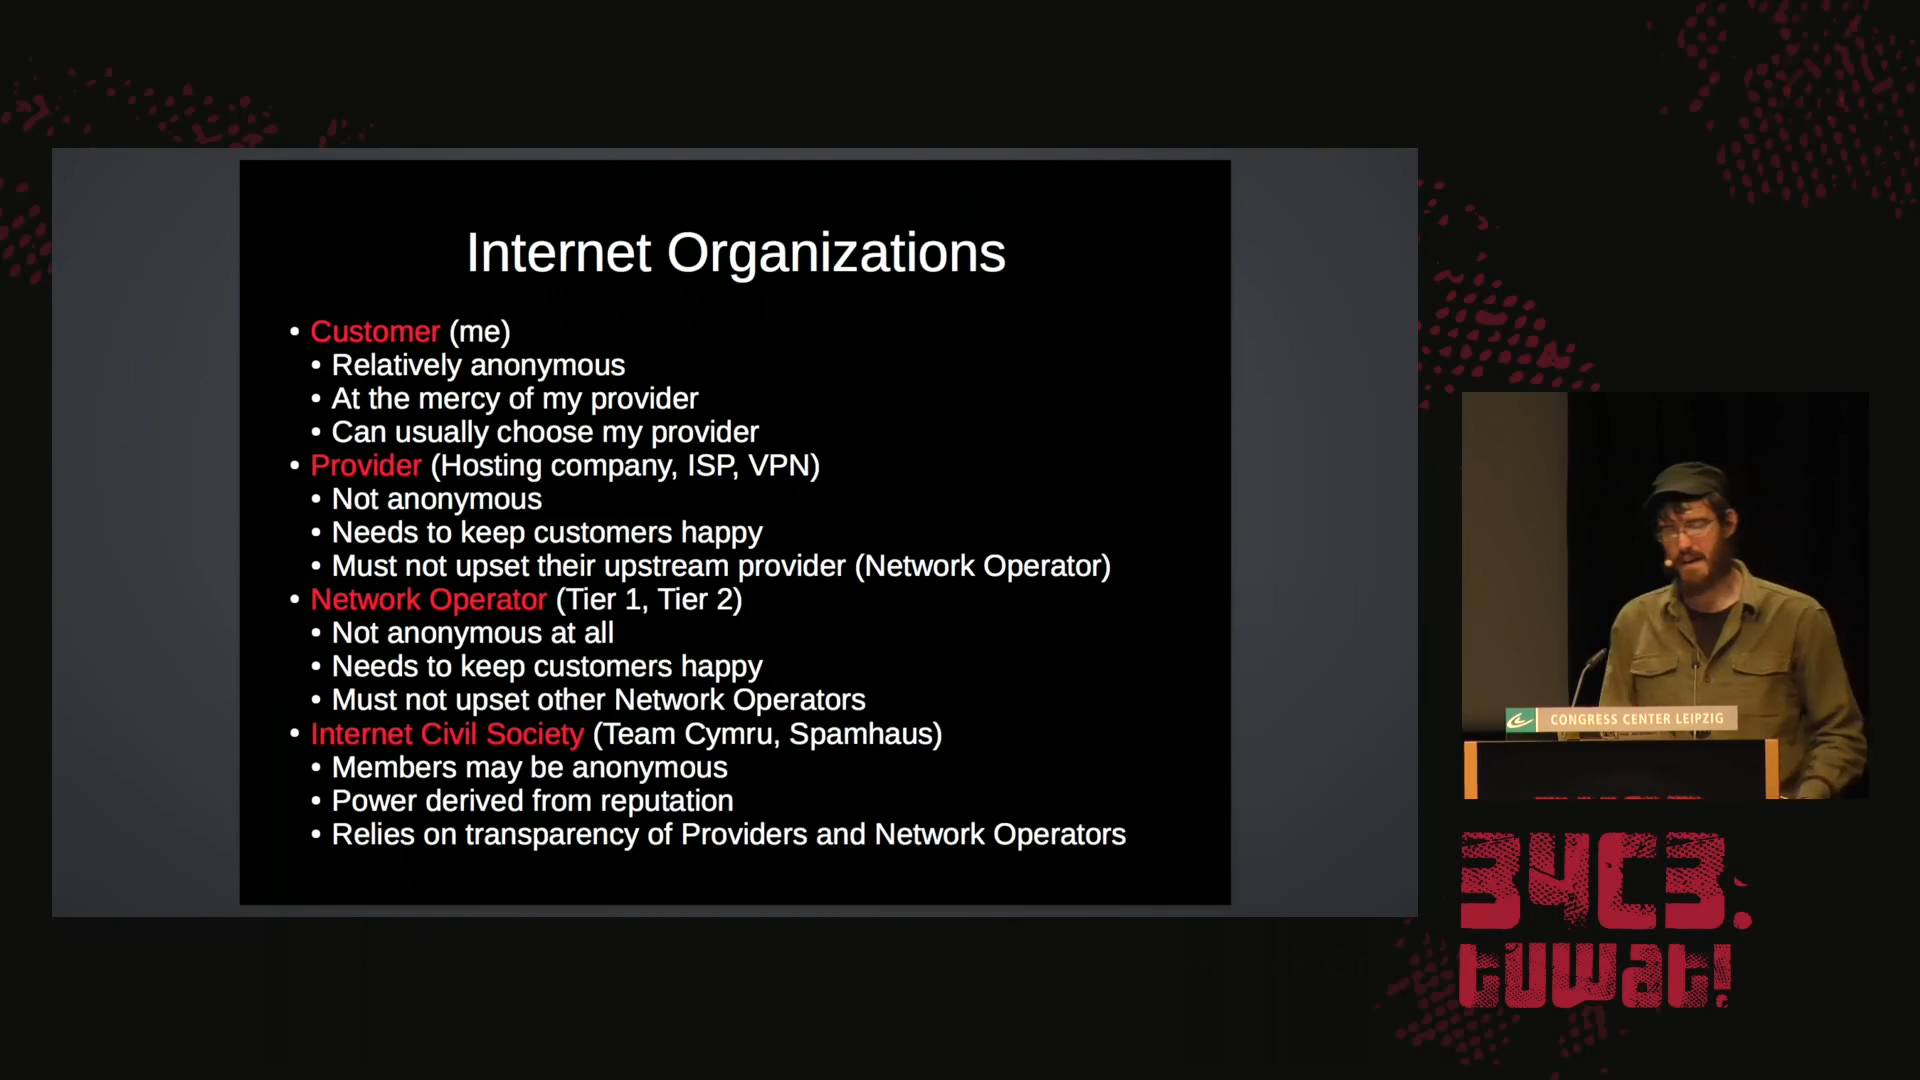 Internet Organizations
• Customer (me)
• Relatively anonymous
• At the mercy of my provider
• Can usually choose my provider
• Provider (Hosting company, ISP, VPN)
• Not anonymous
• Needs to keep customers happy
• Must not upset their upstream provider (Network Operator)
• Network Operator (Tier 1, Tier 2)
• Not anonymous at all
• Needs to keep customers happy
• Must not upset other Network Operators
• Internet Civil Society (Team Cymru, Spamhaus)
• Members may be anonymous
• Power derived from reputation
• Relies on transparency of Providers and Network Operators
CONGRESS CENTER LEIPZIG
34C3.
tuwat!